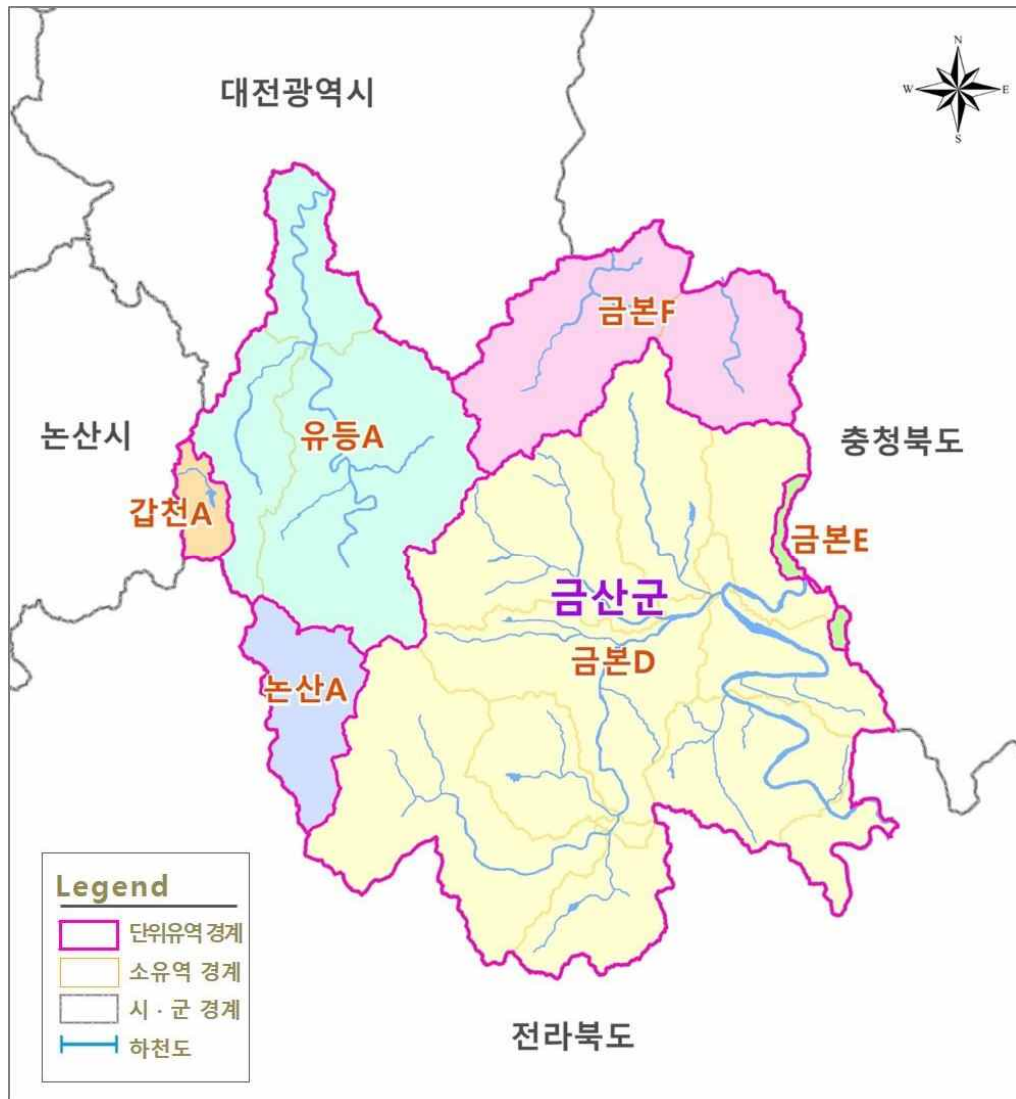 N
W
E
S
대전광역시
금본F
논산시
유등A
충청북도
갑천A
금본E
금산군
금본D
논산A
Legend
단위유역 경계
소유역 경계
시 · 군 경계
하천도
전라북도